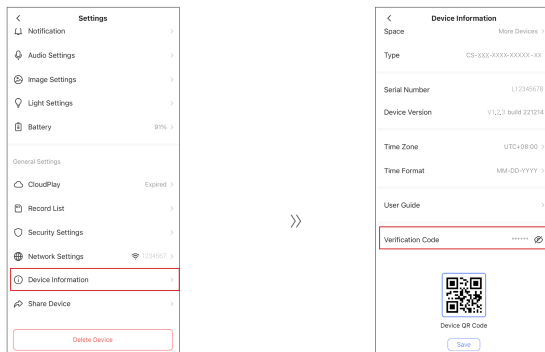 Settings
Notification
Audio Settings
Image Settings
Light Settings
Battery 91%
General Settings
CloudPlay Expired
Record List
Security Settings
Network Settings 1234567
Device Information
Share Device
Delete Device
Device Information
Space More Devices
Type CS-XXX-XXXX-XXXXX-XX
Serial Number L12345678
Device Version V1,2,3 build 221214
Time Zone UTC+08:00
Time Format MM-DD-YYYY
User Guide
Verification Code ******
Device QR Code
Save